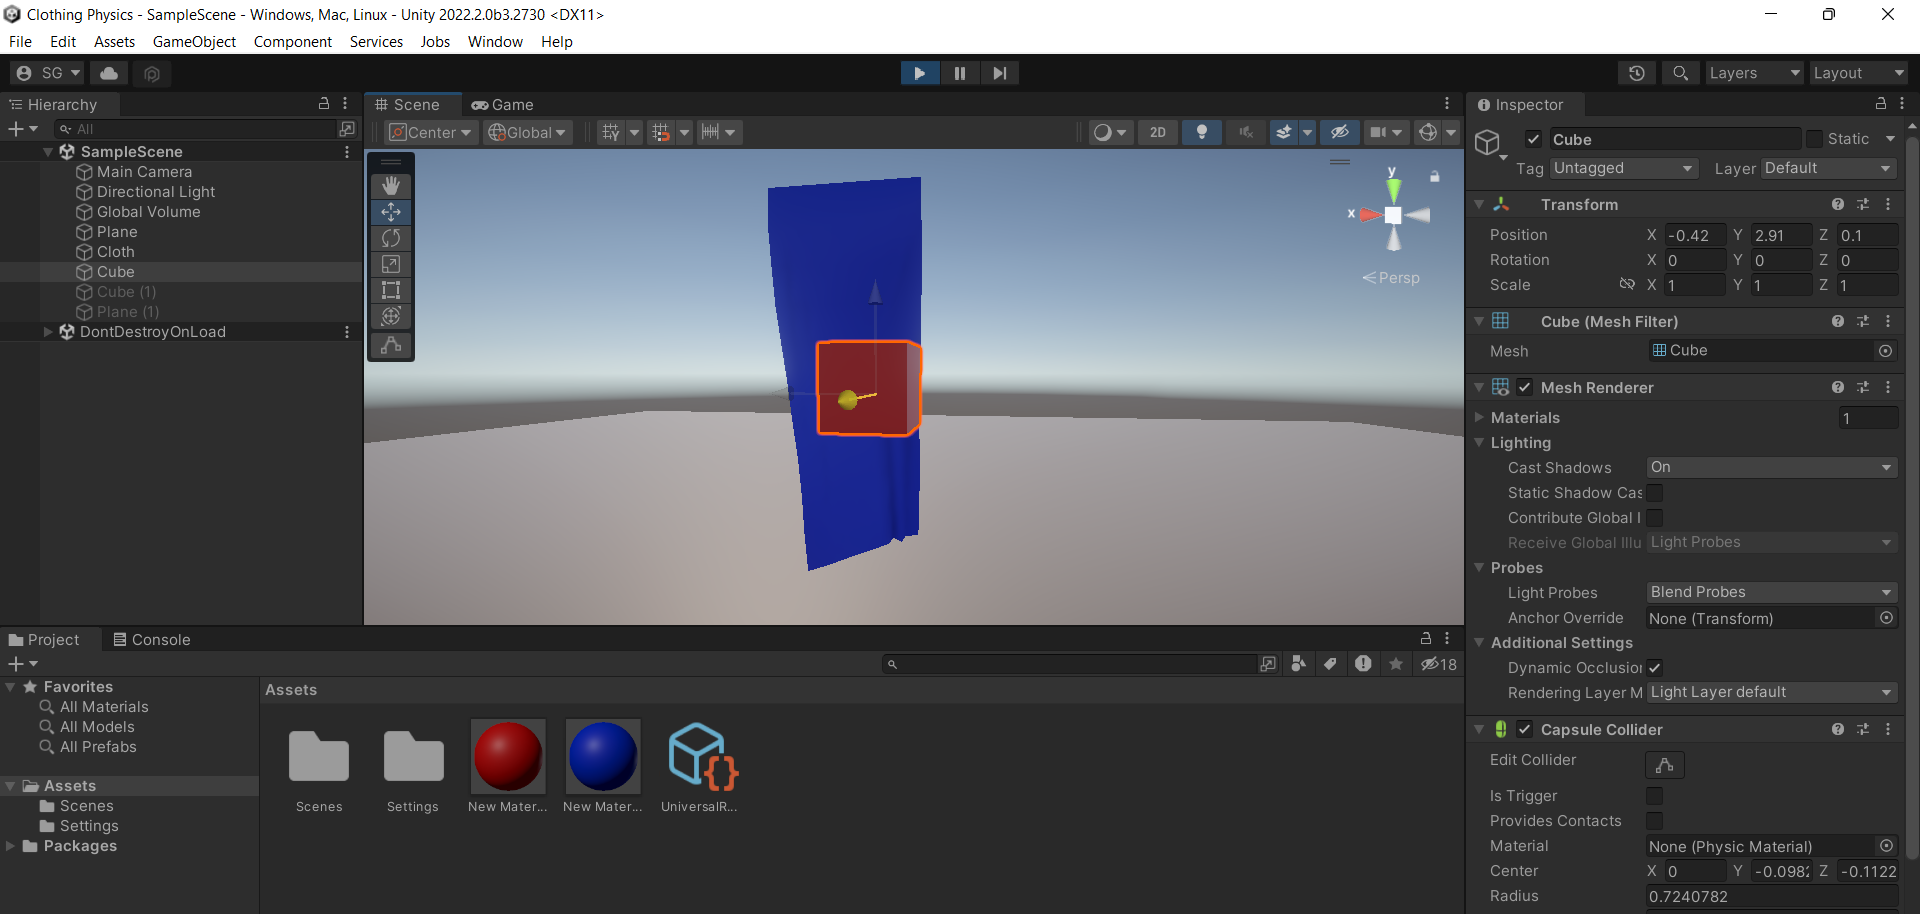 Clothing Physics - SampleScene - Windows, Mac, Linux - Unity 2022.2.0b3.2730 <DX11>
File Edit Assets GameObject Component Services Jobs Window Help
SG
Layers Layout
Hierarchy
All
SampleScene
Main Camera
Directional Light
Global Volume
Plane
Cloth
Cube
Cube (1)
Plane (1)
DontDestroyOnLoad
Scene Game
Center Global 2D
y
x
Persp
Inspector
Cube Static
Tag Untagged Layer Default
Transform
Position X -0.42 Y 2.91 Z 0.1
Rotation X 0 Y 0 Z 0
Scale X 1 Y 1 Z 1
Cube (Mesh Filter)
Mesh Cube
Mesh Renderer
Materials 1
Lighting
Cast Shadows On
Static Shadow Cas
Contribute Global I
Receive Global Illu Light Probes
Probes
Light Probes Blend Probes
Anchor Override None (Transform)
Additional Settings
Dynamic Occlusion
Rendering Layer M Light Layer default
Capsule Collider
Edit Collider
Is Trigger
Provides Contacts
Material None (Physic Material)
Center X 0 Y -0.098 Z -0.1122
Radius 0.7240782
Project Console
18
Favorites
All Materials
All Models
All Prefabs
Assets
Scenes
Settings
Packages
Assets
Scenes Settings New Mater... New Mater... UniversalR...